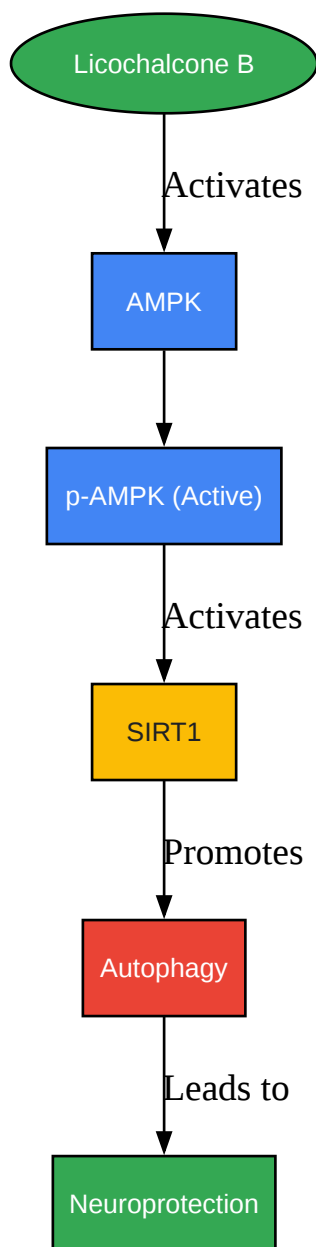 Licochalcone B
Activates
AMPK
p-AMPK (Active)
Activates
SIRT1
Promotes
Autophagy
Leads to
Neuroprotection